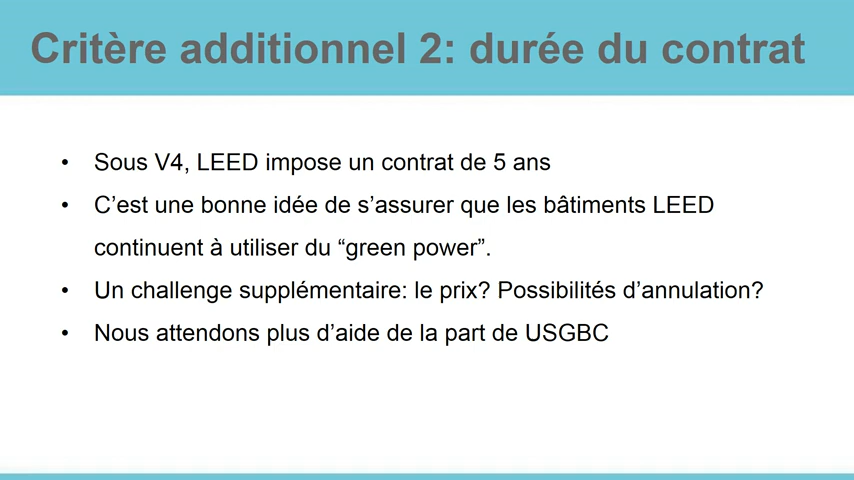 Critère additionnel 2: durée du contrat
• Sous V4, LEED impose un contrat de 5 ans
• C’est une bonne idée de s’assurer que les bâtiments LEED
continuent à utiliser du “green power”.
• Un challenge supplémentaire: le prix? Possibilités d’annulation?
• Nous attendons plus d’aide de la part de USGBC